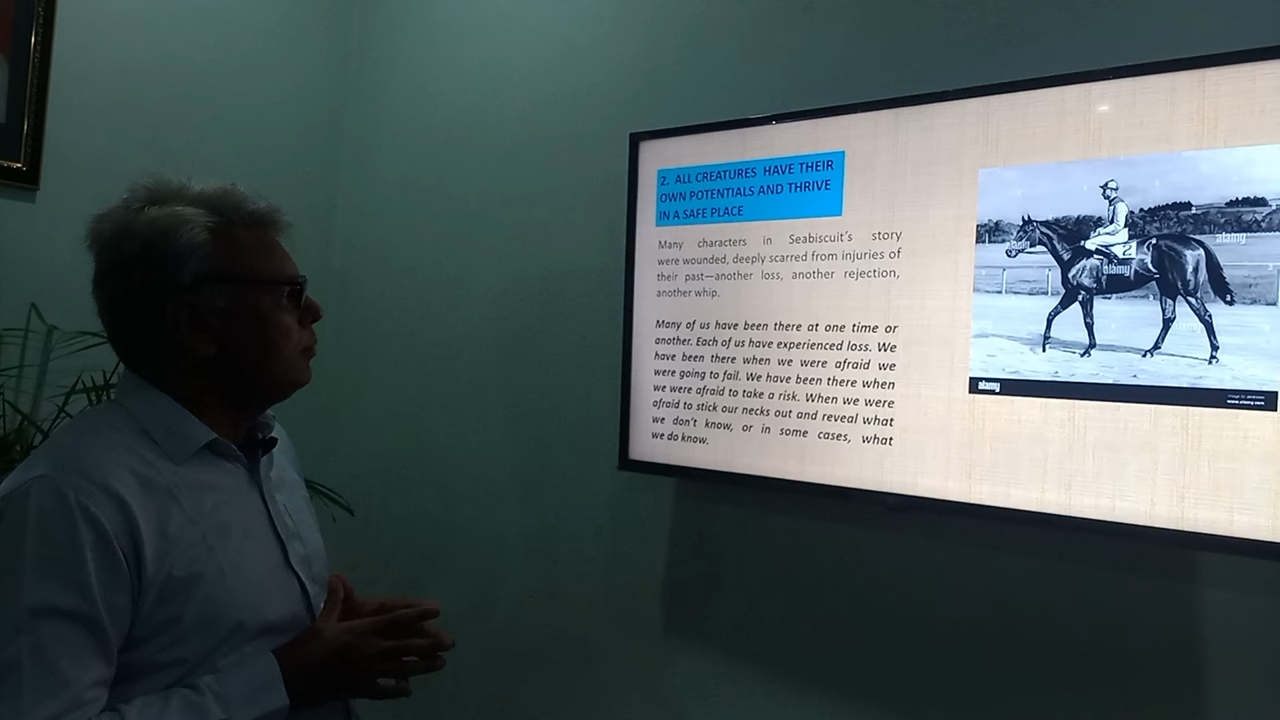 2. ALL CREATURES HAVE THEIR
OWN POTENTIALS AND THRIVE
IN A SAFE PLACE
Many characters in Seabiscuit's story
were wounded, deeply scarred from injuries of
their past—another loss, another rejection,
another whip.
Many of us have been there at one time or
another. Each of us have experienced loss. We
have been there when we were afraid we
were going to fail. We have been there when
we were afraid to take a risk. When we were
afraid to stick our necks out and reveal what
we don't know, or in some cases, what
we do know.
alamy
alamy
alamy
2
alamy
alamy
www.alamy.com